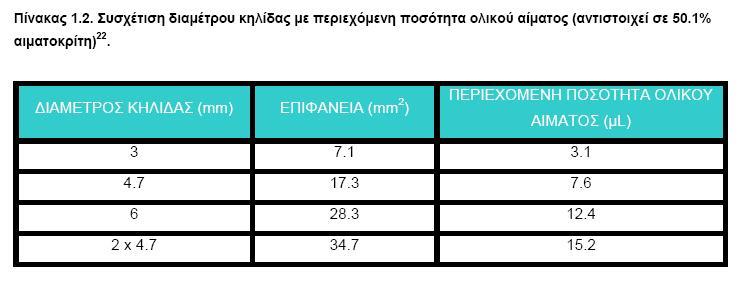 Πίνακας 1.2. Συσχέτιση διαμέτρου κηλίδας με περιεχόμενη ποσότητα ολικού αίματος (αντιστοιχεί σε 50.1%
αιματοκρίτη)22.
ΔΙΑΜΕΤΡΟΣ ΚΗΛΙΔΑΣ (mm) ΕΠΙΦΑΝΕΙΑ (mm2) ΠΕΡΙΕΧΟΜΕΝΗ ΠΟΣΟΤΗΤΑ ΟΛΙΚΟΥ
ΑΙΜΑΤΟΣ (μL)
3 7.1 3.1
4.7 17.3 7.6
6 28.3 12.4
2 x 4.7 34.7 15.2